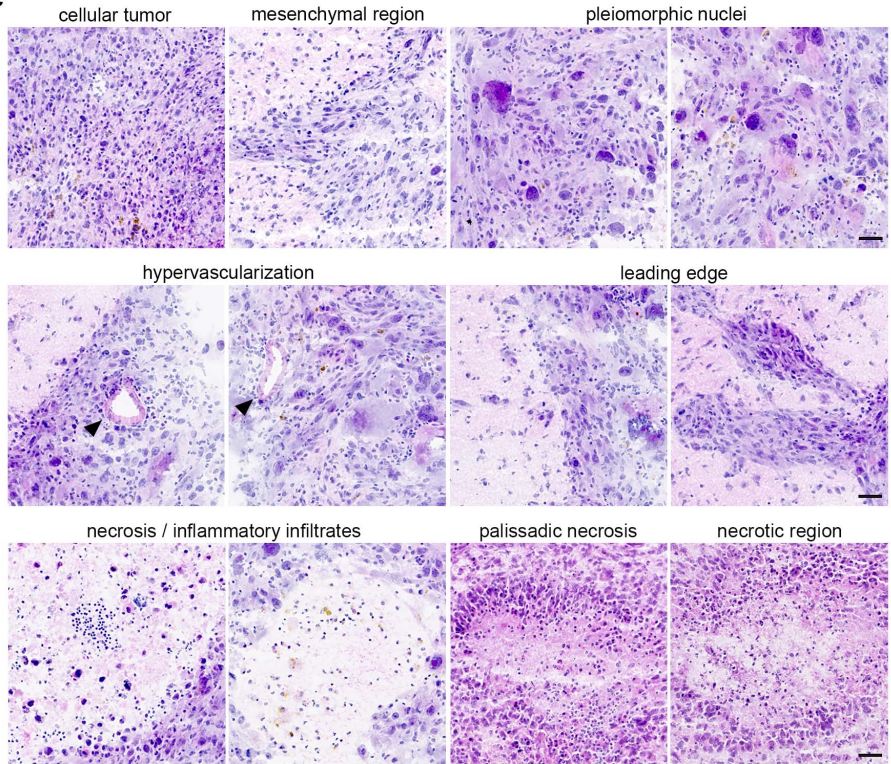 cellular tumor
mesenchymal region
pleiomorphic nuclei
hypervascularization
leading edge
necrosis / inflammatory infiltrates
palissadic necrosis
necrotic region